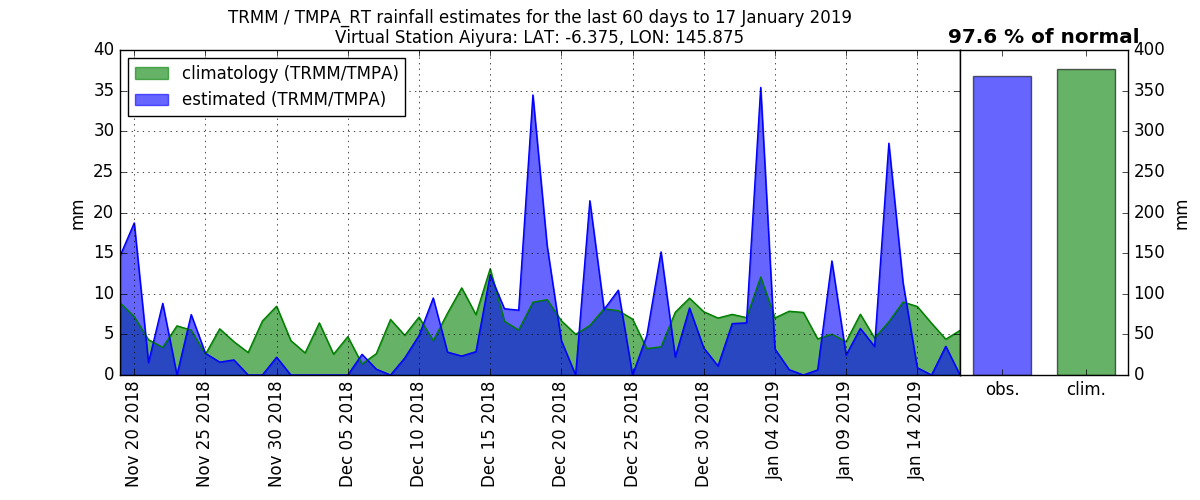 TRMM / TMPA_RT rainfall estimates for the last 60 days to 17 January 2019
Virtual Station Aiyura: LAT: -6.375, LON: 145.875
97.6 % of normal
climatology (TRMM/TMPA)
estimated (TRMM/TMPA)
40
35
30
25
20
15
10
5
0
mm
400
350
300
250
200
150
100
50
0
mm
obs.
clim.
Nov 20 2018
Nov 25 2018
Nov 30 2018
Dec 05 2018
Dec 10 2018
Dec 15 2018
Dec 20 2018
Dec 25 2018
Dec 30 2018
Jan 04 2019
Jan 09 2019
Jan 14 2019